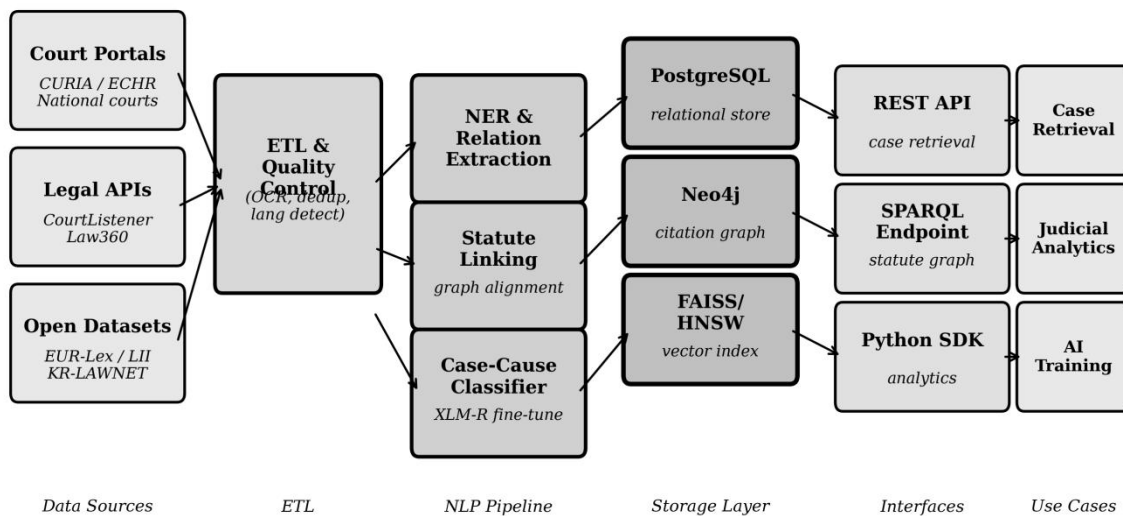 Court Portals
CURIA / ECHR
National courts
Legal APIs
CourtListener
Law360
Open Datasets
EUR-Lex / LII
KR-LAWNET
ETL &
Quality
Control
(OCR, dedup,
lang detect)
NER &
Relation
Extraction
Statute
Linking
graph alignment
Case-Cause
Classifier
XLM-R fine-tune
PostgreSQL
relational store
Neo4j
citation graph
FAISS/
HNSW
vector index
REST API
case retrieval
SPARQL
Endpoint
statute graph
Python SDK
analytics
Case
Retrieval
Judicial
Analytics
AI
Training
Data Sources
ETL
NLP Pipeline
Storage Layer
Interfaces
Use Cases